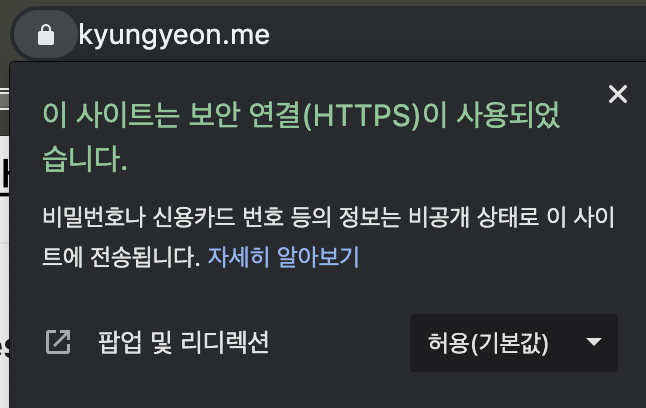 kyungyeon.me
이 사이트는 보안 연결(HTTPS)이 사용되었
습니다.
비밀번호나 신용카드 번호 등의 정보는 비공개 상태로 이 사이
트에 전송됩니다. 자세히 알아보기
팝업 및 리디렉션 허용(기본값)